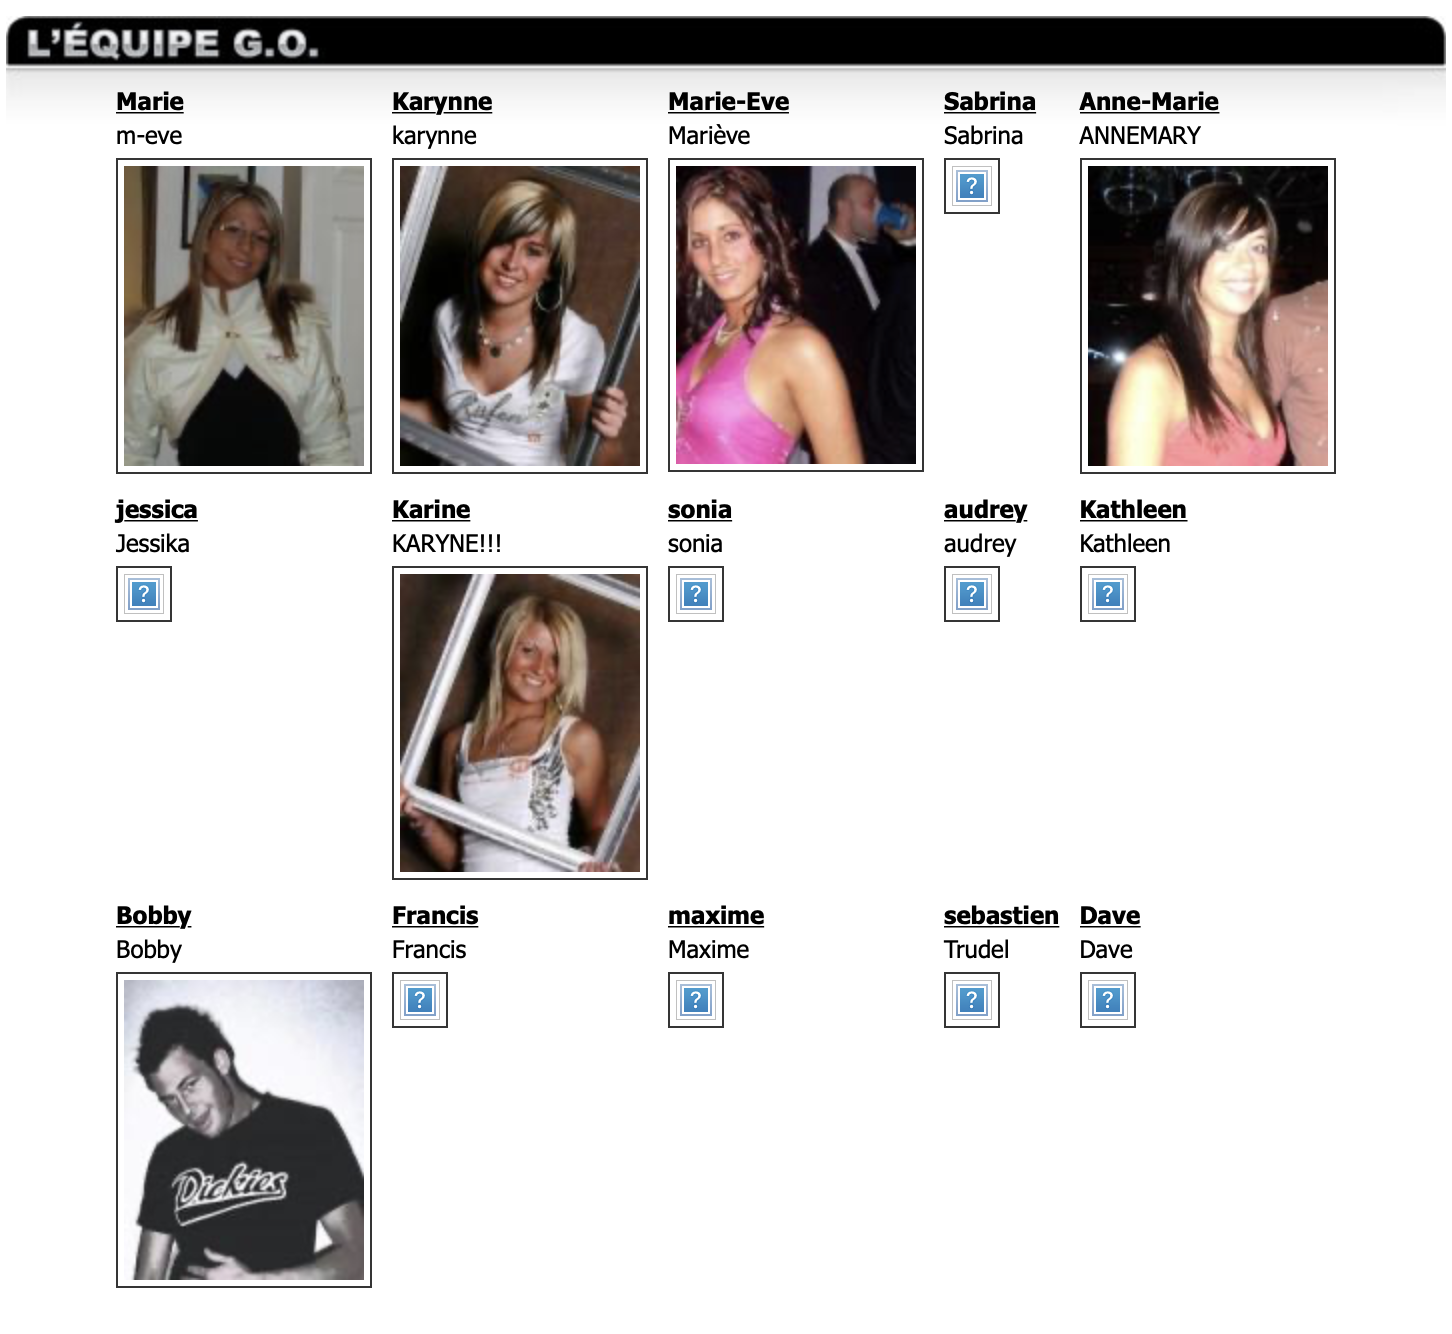 L'ÉQUIPE G.O.
Marie Karynne Marie-Eve Sabrina Anne-Marie
m-eve karynne Mariève Sabrina ANNEMARY
jessica Karine sonia audrey Kathleen
Jessika KARYNE!!! sonia audrey Kathleen
Bobby Francis maxime sebastien Dave
Bobby Francis Maxime Trudel Dave
Dickies